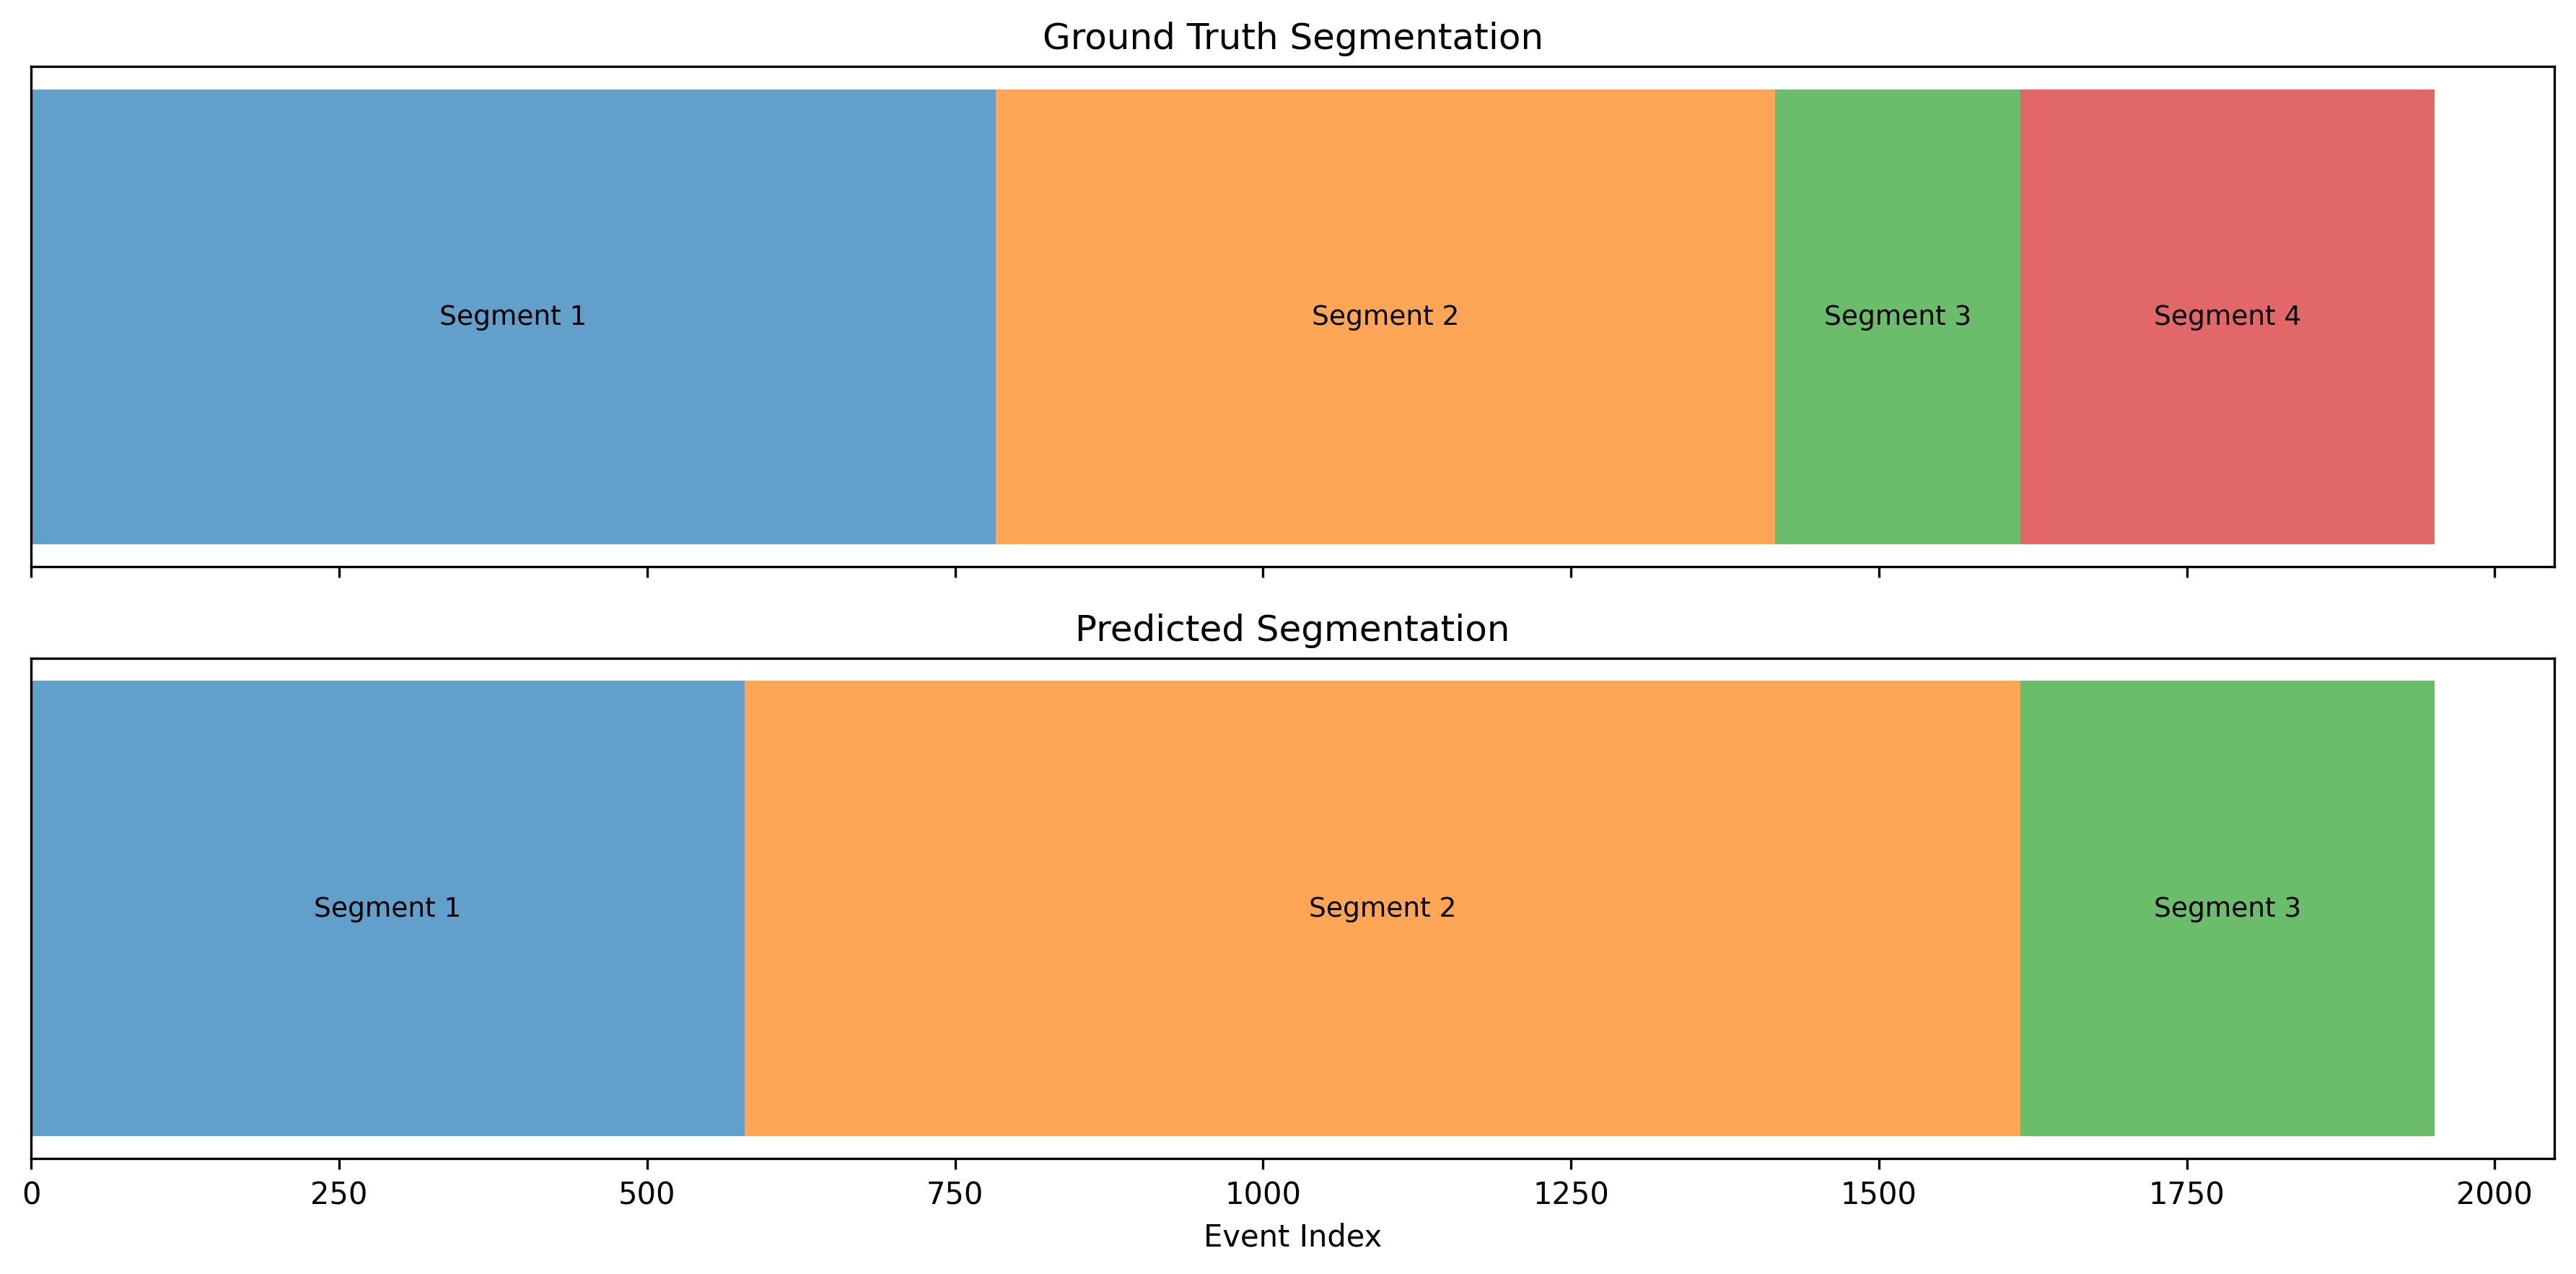 Ground Truth Segmentation
Segment 1 Segment 2 Segment 3 Segment 4
Predicted Segmentation
Segment 1 Segment 2 Segment 3
0 250 500 750 1000 1250 1500 1750 2000
Event Index